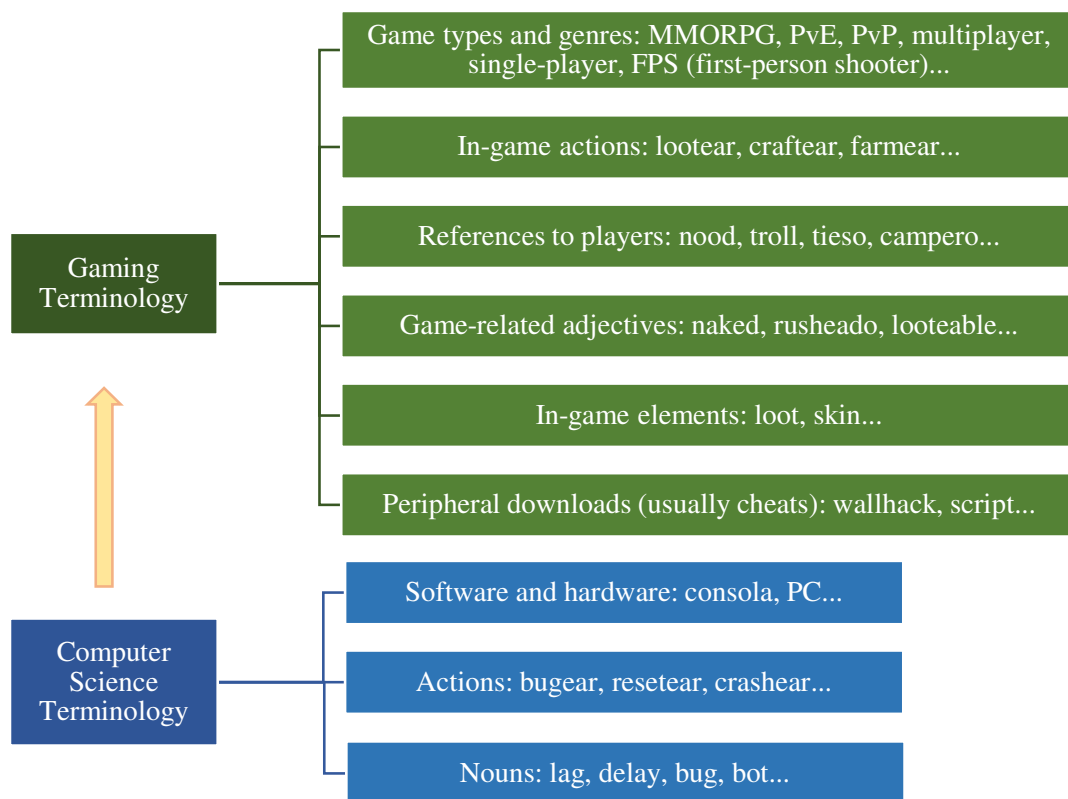 Game types and genres: MMORPG, PvE, PvP, multiplayer,
single-player, FPS (first-person shooter)...
In-game actions: lootear, craftear, farmear...
References to players: nood, troll, tieso, campero...
Gaming
Terminology
Game-related adjectives: naked, rusheado, looteable...
In-game elements: loot, skin...
Peripheral downloads (usually cheats): wallhack, script...
Software and hardware: consola, PC...
Computer
Science
Terminology
Actions: bugear, resetear, crashear...
Nouns: lag, delay, bug, bot...